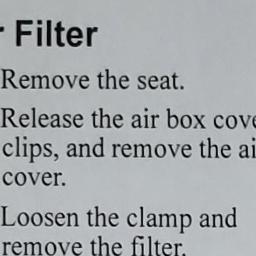 Filter
Remove the seat.
Release the air box cove
clips, and remove the ai
cover.
Loosen the clamp and
remove the filter.